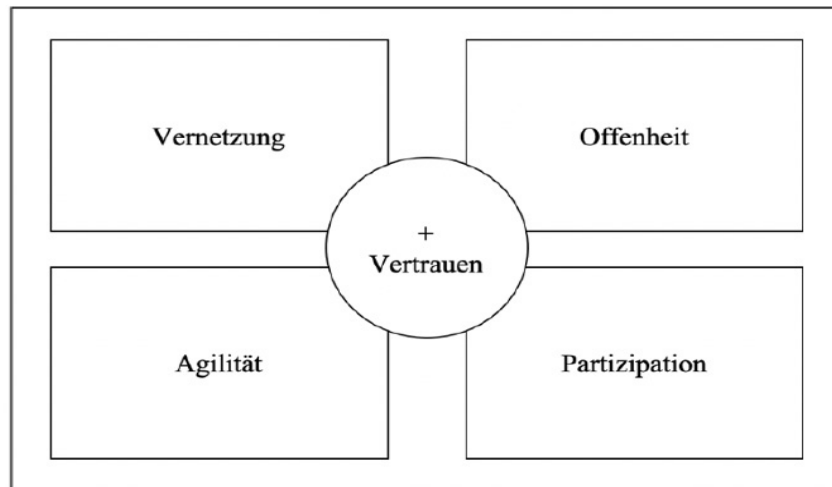 Vernetzung
Offenheit
+
Vertrauen
Agilität
Partizipation